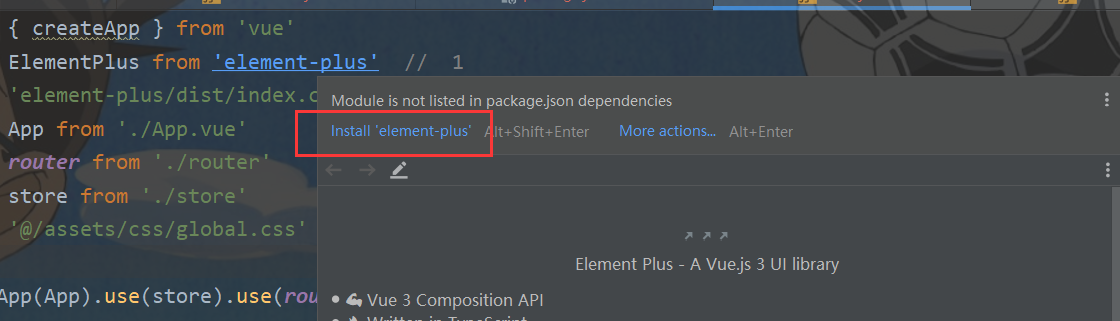 { createApp } from 'vue'
ElementPlus from 'element-plus' // 1
'element-plus/dist/index.c
Module is not listed in package.json dependencies
Install 'element-plus' Alt+Shift+Enter More actions... Alt+Enter
App from './App.vue'
router from './router'
store from './store'
'@/assets/css/global.css'
App(App).use(store).use(rou
Element Plus - A Vue.js 3 UI library
• 💪 Vue 3 Composition API
• Written in TypeScript